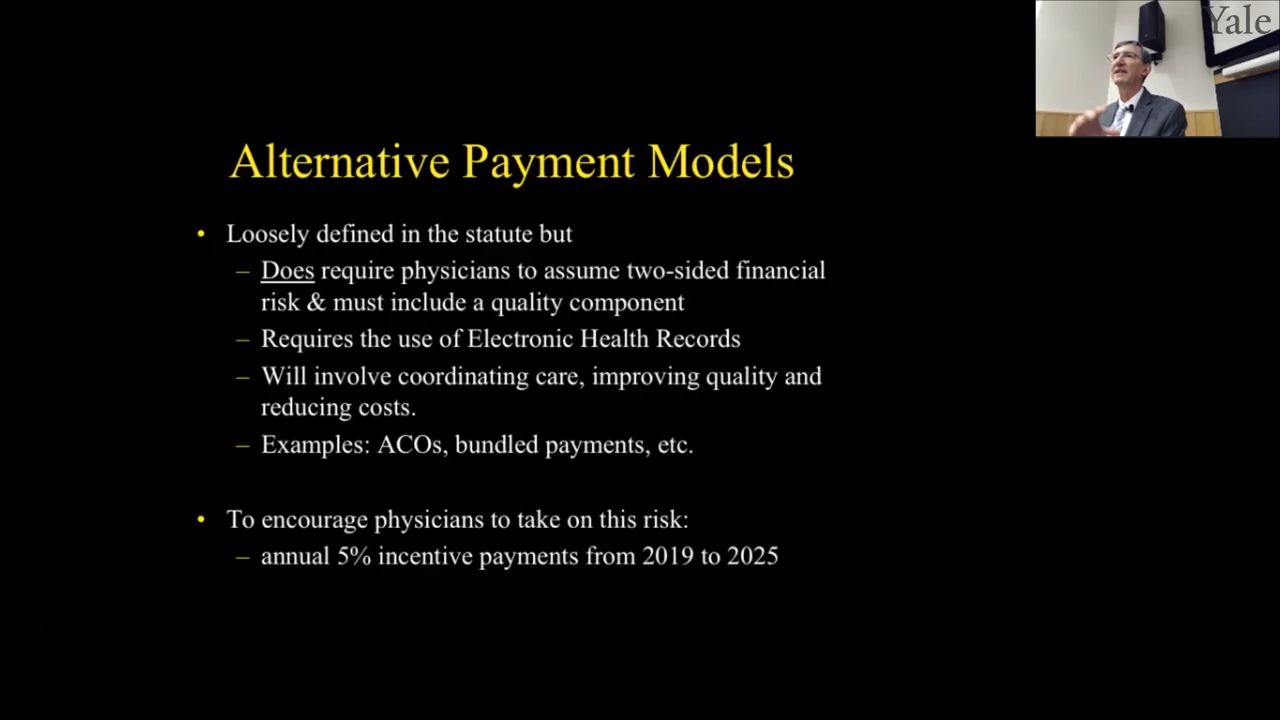 Yale
Alternative Payment Models
• Loosely defined in the statute but
– Does require physicians to assume two-sided financial
risk & must include a quality component
– Requires the use of Electronic Health Records
– Will involve coordinating care, improving quality and
reducing costs.
– Examples: ACOs, bundled payments, etc.
• To encourage physicians to take on this risk:
– annual 5% incentive payments from 2019 to 2025